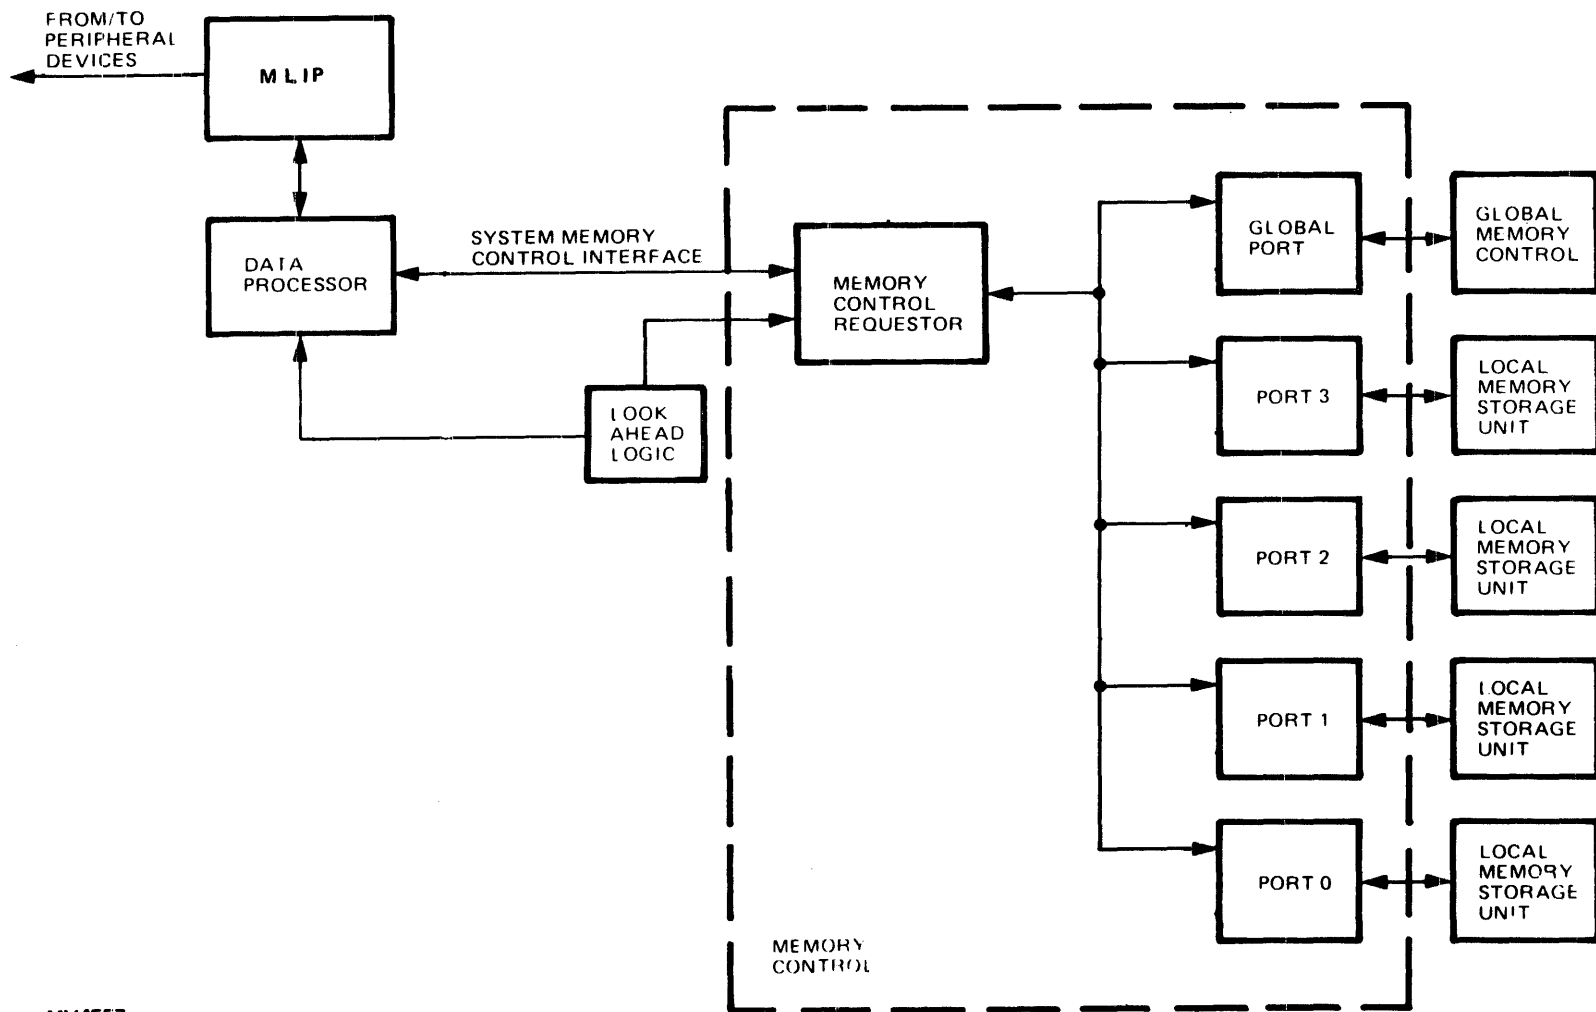 FROM/TO
PERIPHERAL
DEVICES
MLIP
DATA
PROCESSOR
SYSTEM MEMORY
CONTROL INTERFACE
LOOK
AHEAD
LOGIC
MEMORY
CONTROL
REQUESTOR
GLOBAL
PORT
GLOBAL
MEMORY
CONTROL
PORT 3
LOCAL
MEMORY
STORAGE
UNIT
PORT 2
LOCAL
MEMORY
STORAGE
UNIT
PORT 1
LOCAL
MEMORY
STORAGE
UNIT
PORT 0
LOCAL
MEMORY
STORAGE
UNIT
MEMORY
CONTROL